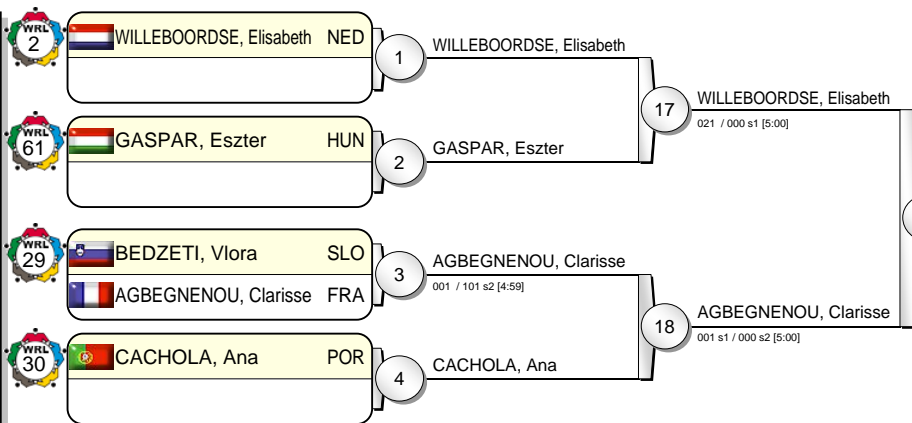 WRL
2
WILLEBOORDSE, Elisabeth NED
1
WILLEBOORDSE, Elisabeth
17
WILLEBOORDSE, Elisabeth
021 / 000 s1 [5:00]
WRL
61
GASPAR, Eszter HUN
2
GASPAR, Eszter
WRL
29
BEDZETI, Vlora SLO
AGBEGNENOU, Clarisse FRA
3
AGBEGNENOU, Clarisse
001 / 101 s2 [4:59]
18
AGBEGNENOU, Clarisse
001 s1 / 000 s2 [5:00]
WRL
30
CACHOLA, Ana POR
4
CACHOLA, Ana